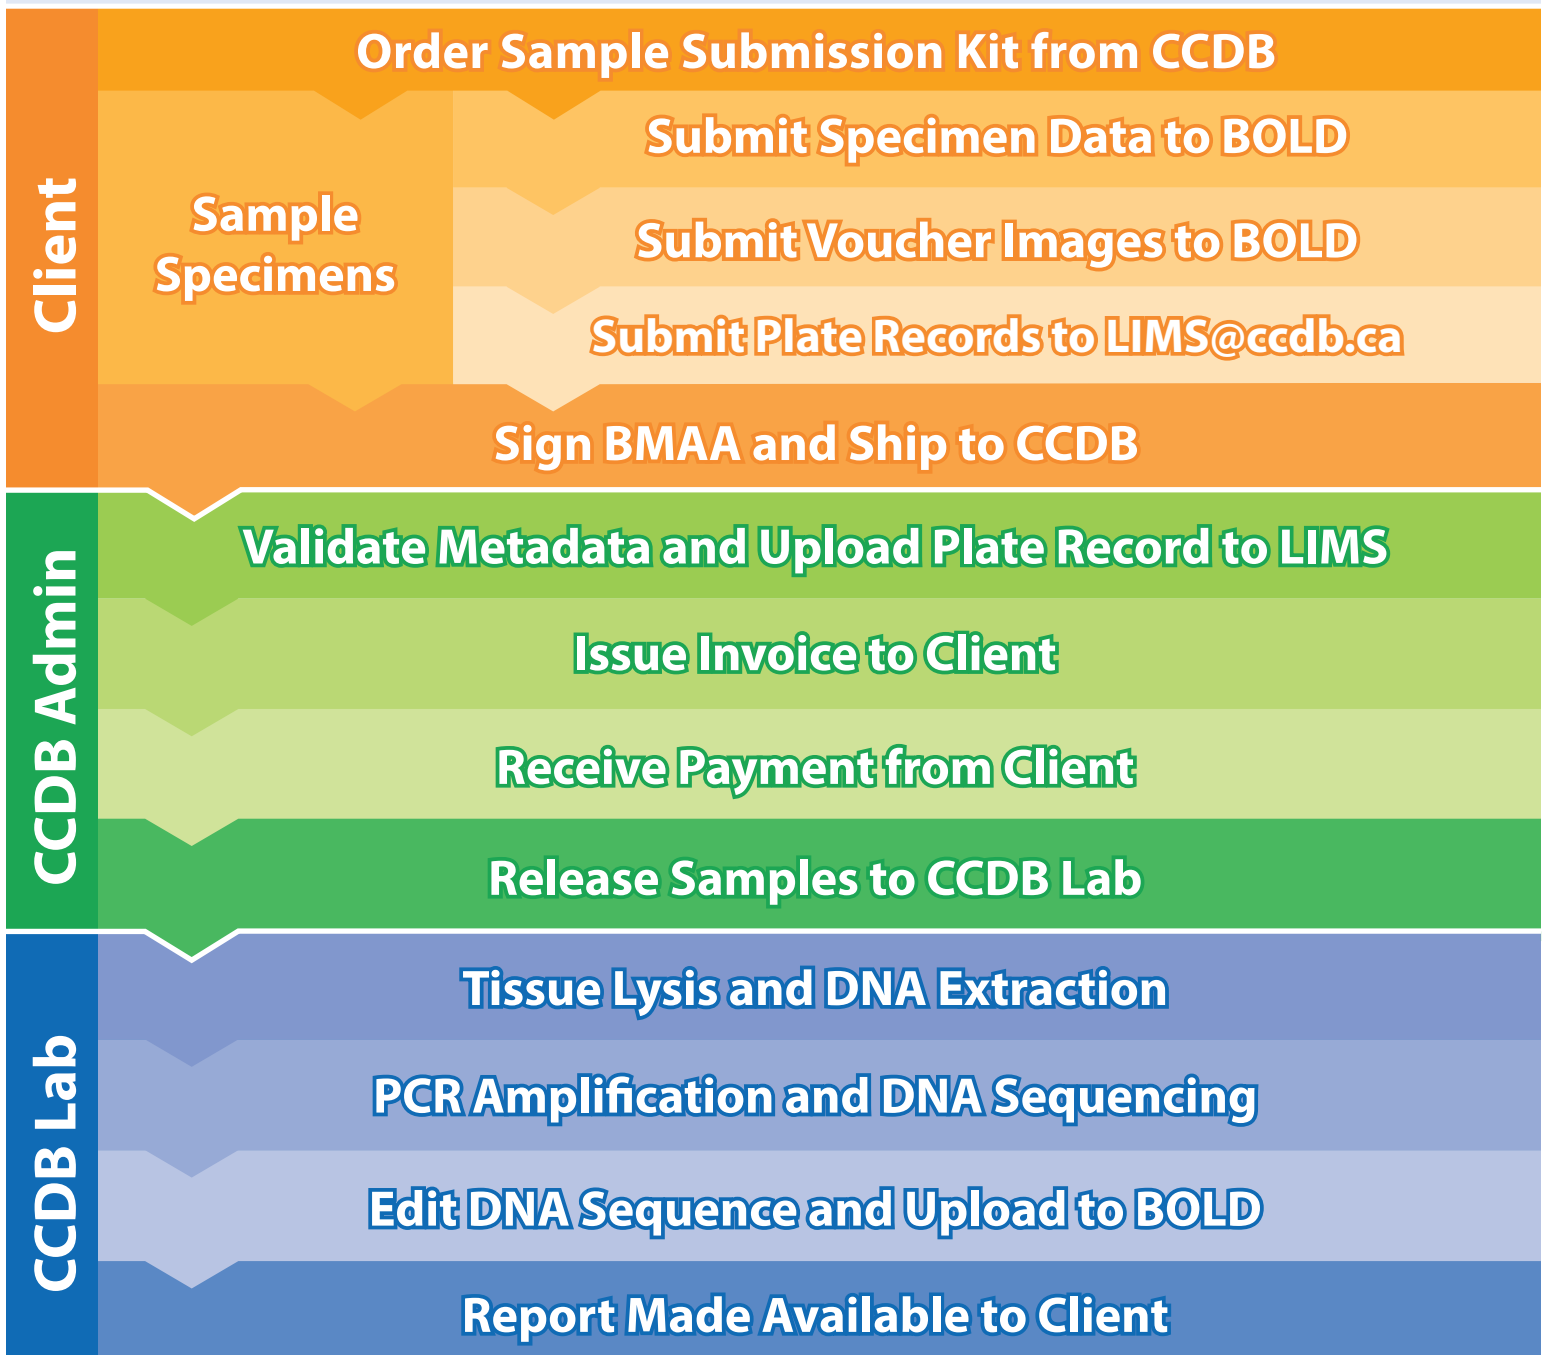 Client
Order Sample Submission Kit from CCDB
Sample
Specimens
Submit Specimen Data to BOLD
Submit Voucher Images to BOLD
Submit Plate Records to LIMS@ccdb.ca
Sign BMAA and Ship to CCDB
CCDB Admin
Validate Metadata and Upload Plate Record to LIMS
Issue Invoice to Client
Receive Payment from Client
Release Samples to CCDB Lab
CCDB Lab
Tissue Lysis and DNA Extraction
PCR Amplification and DNA Sequencing
Edit DNA Sequence and Upload to BOLD
Report Made Available to Client